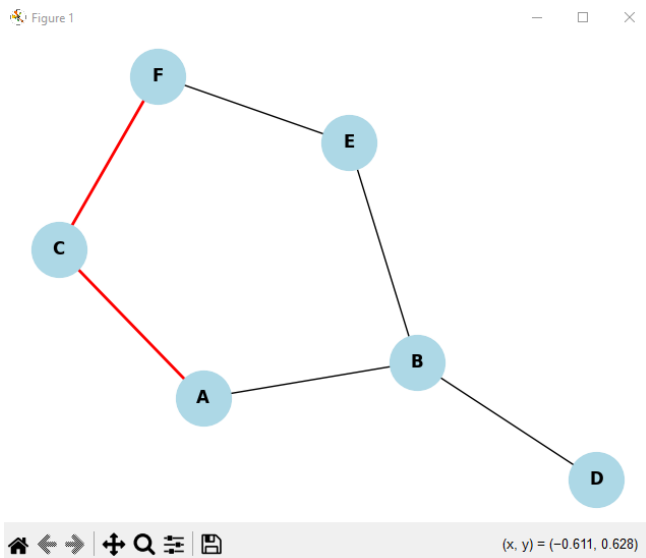 Figure 1
F
E
C
B
A
D
(x, y) = (−0.611, 0.628)